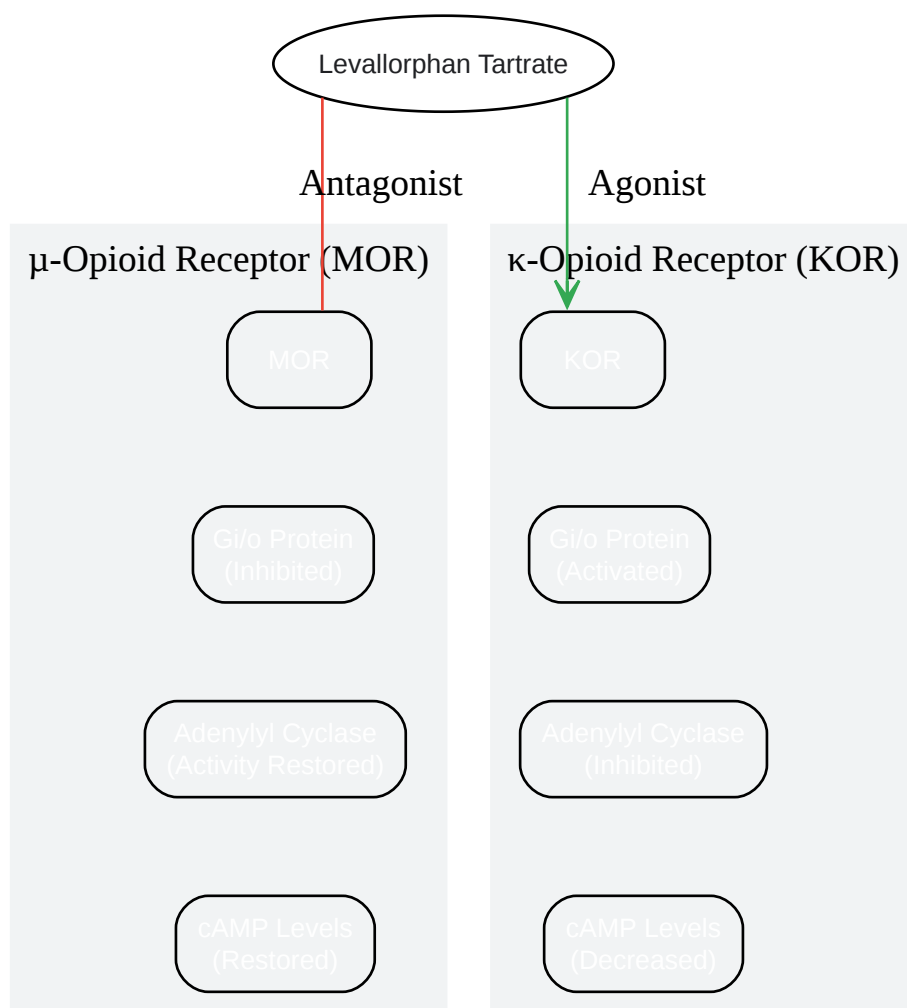 Levallorphan Tartrate
Antagonist
Agonist
μ-Opioid Receptor (MOR)
κ-Opioid Receptor (KOR)
MOR
KOR
Gi/o Protein
(Inhibited)
Gi/o Protein
(Activated)
Adenylyl Cyclase
(Activity Restored)
Adenylyl Cyclase
(Inhibited)
cAMP Levels
(Restored)
cAMP Levels
(Decreased)